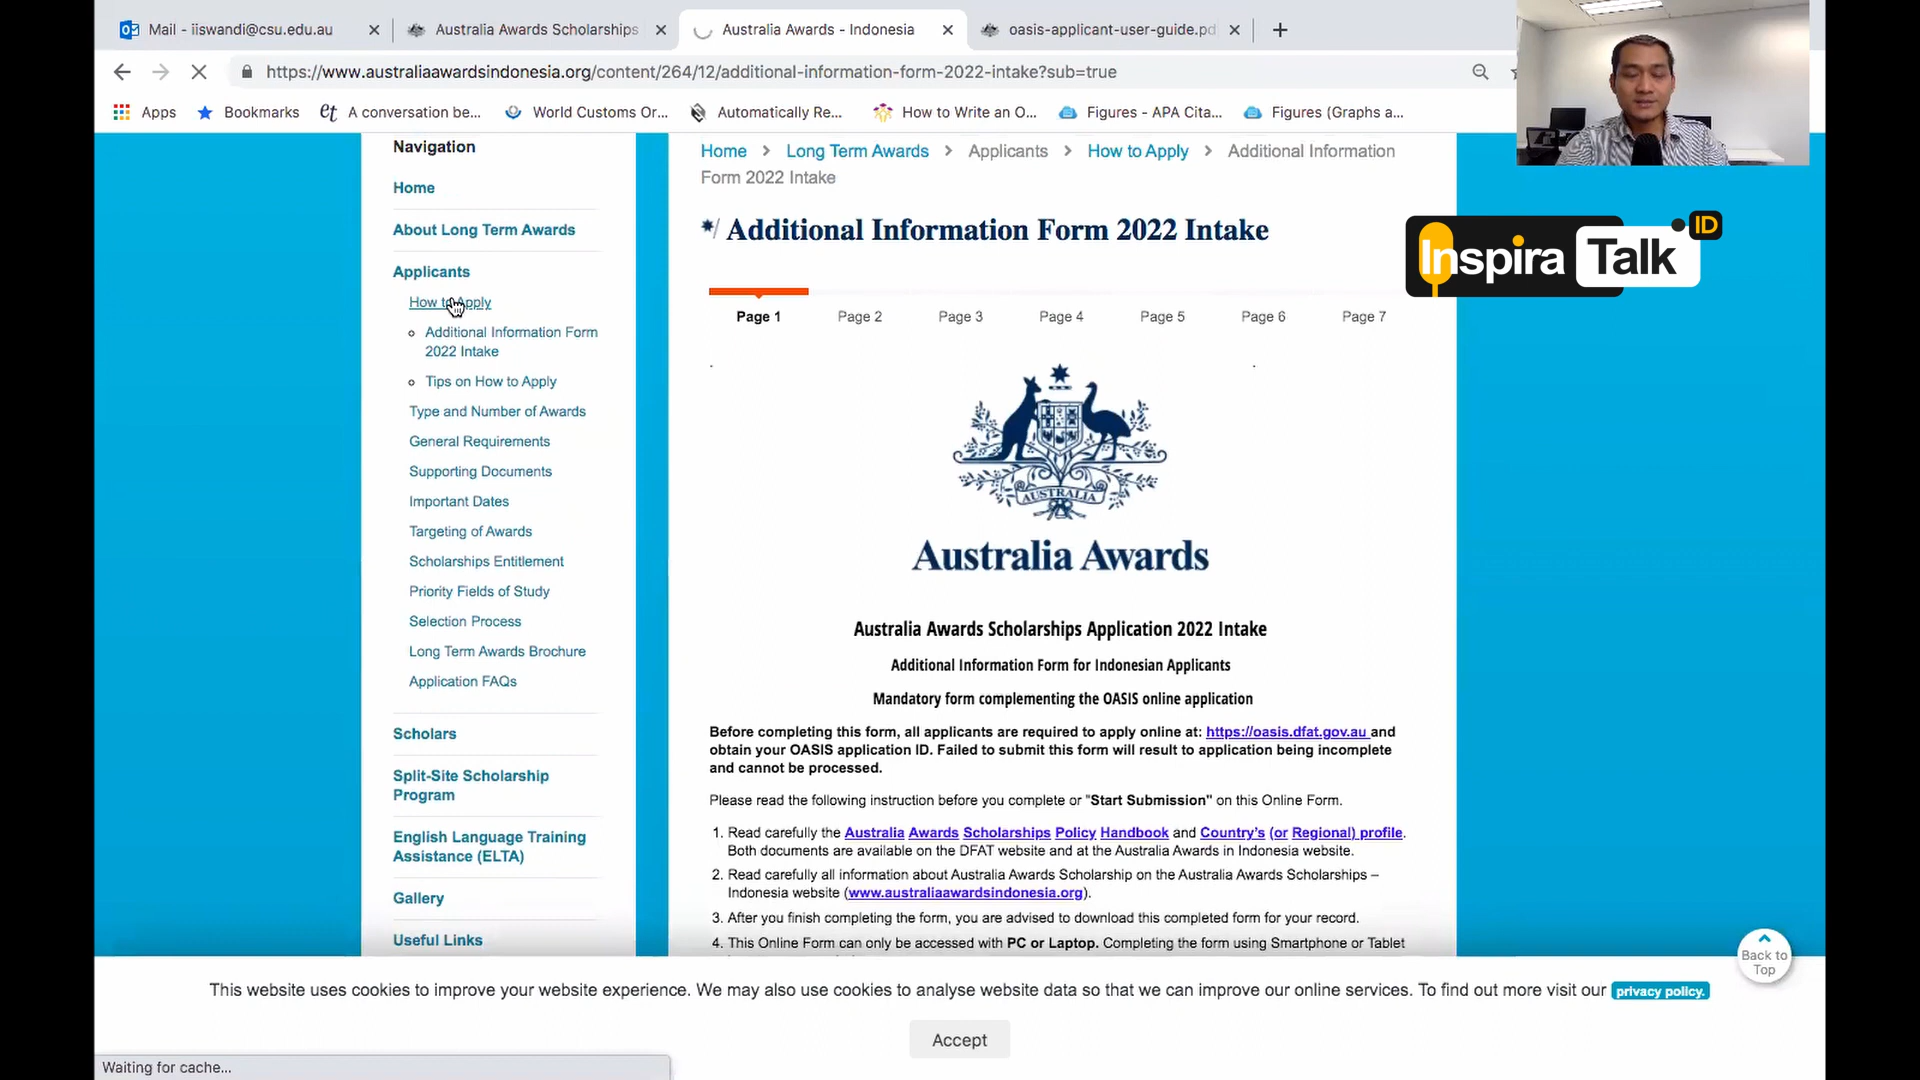 Mail - iiswandi@csu.edu.au
Australia Awards Scholarships
Australia Awards - Indonesia
oasis-applicant-user-guide.pd
https://www.australiaawardsindonesia.org/content/264/12/additional-information-form-2022-intake?sub=true
Apps
Bookmarks
A conversation be...
World Customs Or...
Automatically Re...
How to Write an O...
Figures - APA Cita...
Figures (Graphs a...
Inspira Talk ID
Navigation
Home
About Long Term Awards
Applicants
How to Apply
Additional Information Form
2022 Intake
Tips on How to Apply
Type and Number of Awards
General Requirements
Supporting Documents
Important Dates
Targeting of Awards
Scholarships Entitlement
Priority Fields of Study
Selection Process
Long Term Awards Brochure
Application FAQs
Scholars
Split-Site Scholarship
Program
English Language Training
Assistance (ELTA)
Gallery
Useful Links
Home > Long Term Awards > Applicants > How to Apply > Additional Information
Form 2022 Intake
Additional Information Form 2022 Intake
Page 1 Page 2 Page 3 Page 4 Page 5 Page 6 Page 7
AUSTRALIA
Australia Awards
Australia Awards Scholarships Application 2022 Intake
Additional Information Form for Indonesian Applicants
Mandatory form complementing the OASIS online application
Before completing this form, all applicants are required to apply online at: https://oasis.dfat.gov.au and
obtain your OASIS application ID. Failed to submit this form will result to application being incomplete
and cannot be processed.
Please read the following instruction before you complete or "Start Submission" on this Online Form.
1. Read carefully the Australia Awards Scholarships Policy Handbook and Country's (or Regional) profile.
Both documents are available on the DFAT website and at the Australia Awards in Indonesia website.
2. Read carefully all information about Australia Awards Scholarship on the Australia Awards Scholarships –
Indonesia website (www.australiaawardsindonesia.org).
3. After you finish completing the form, you are advised to download this completed form for your record.
4. This Online Form can only be accessed with PC or Laptop. Completing the form using Smartphone or Tablet
Back to
Top
This website uses cookies to improve your website experience. We may also use cookies to analyse website data so that we can improve our online services. To find out more visit our privacy policy.
Accept
Waiting for cache...